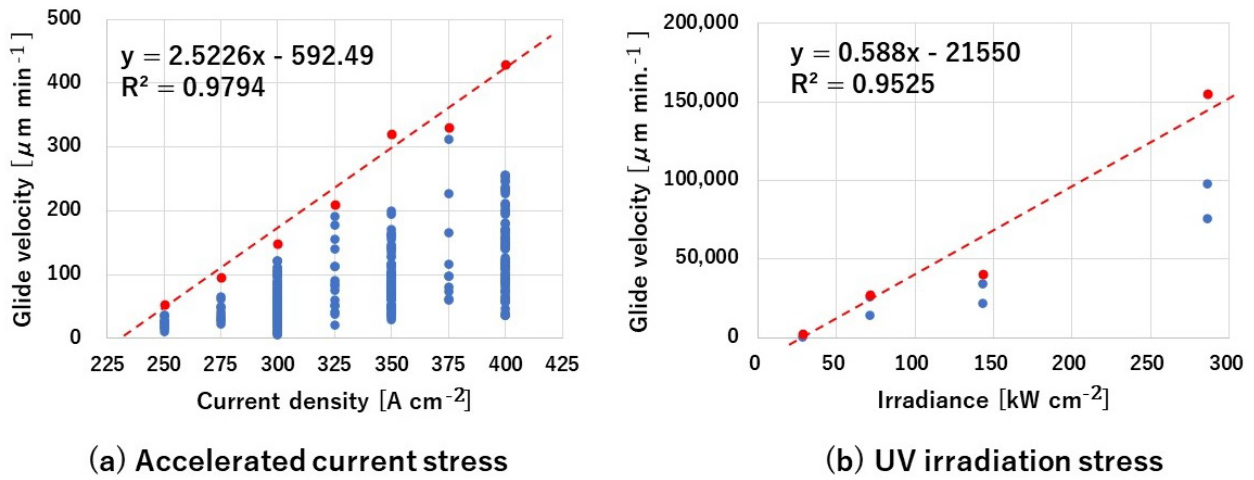 y = 2.5226x - 592.49
R² = 0.9794
Glide velocity [μm min⁻¹]
500
400
300
200
100
0
225 250 275 300 325 350 375 400 425
Current density [A cm⁻²]
(a) Accelerated current stress
y = 0.588x - 21550
R² = 0.9525
Glide velocity [μm min.⁻¹]
200,000
150,000
100,000
50,000
0
0 50 100 150 200 250 300
Irradiance [kW cm⁻²]
(b) UV irradiation stress